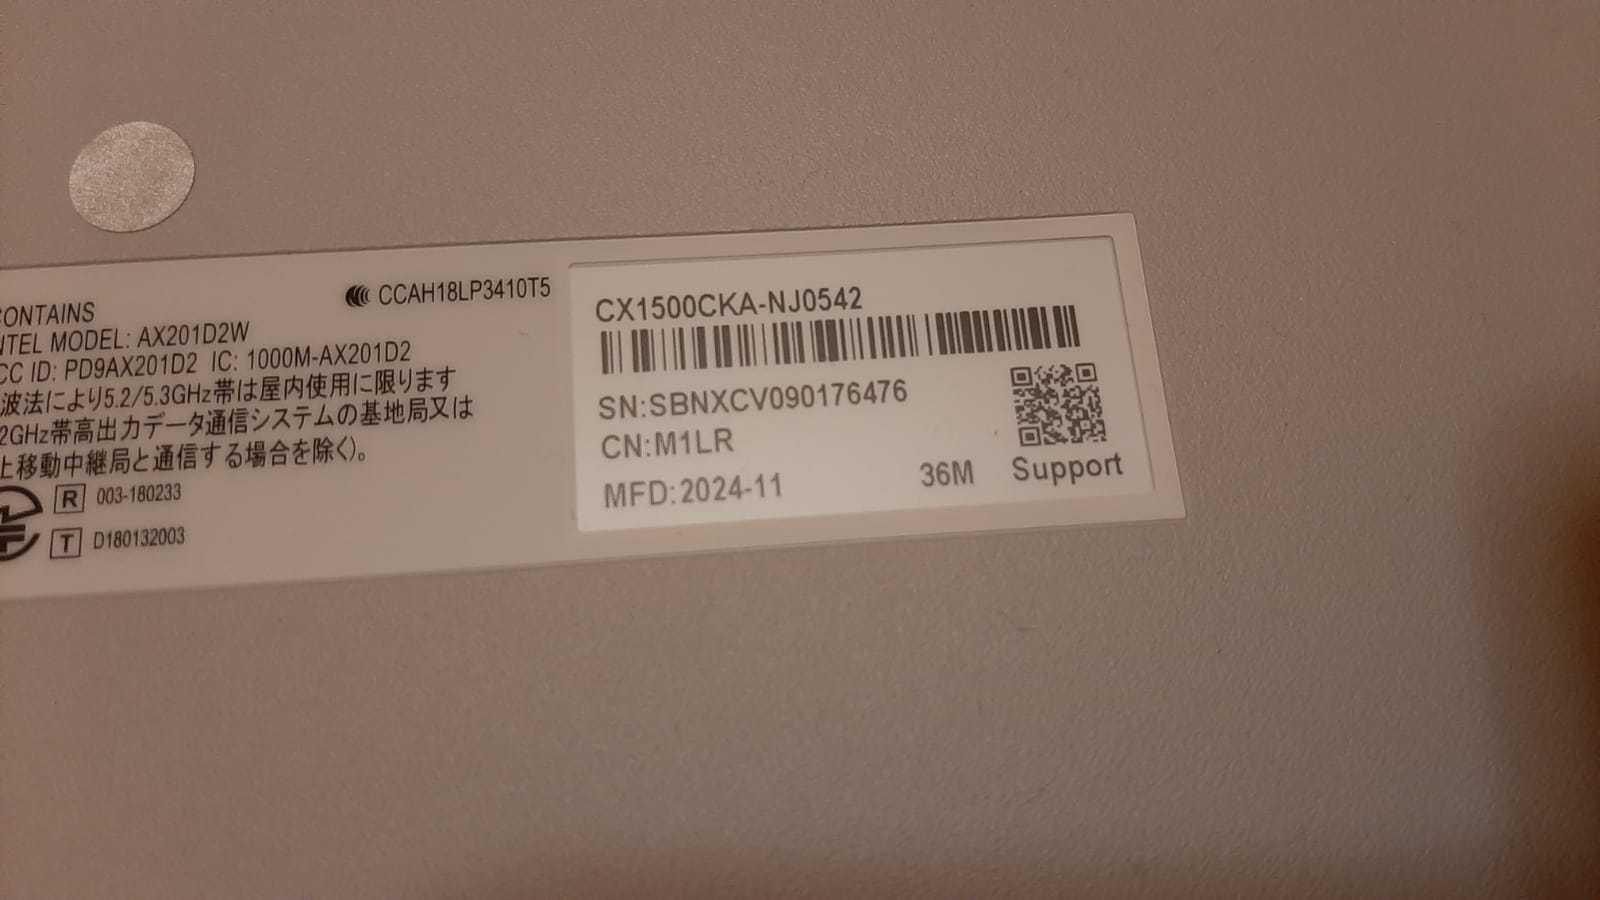 CONTAINS
INTEL MODEL: AX201D2W
CC ID: PD9AX201D2 IC: 1000M-AX201D2
波法により5.2/5.3GHz帯は屋内使用に限ります
2GHz帯高出力データ通信システムの基地局又は
上移動中継局と通信する場合を除く)。
R 003-180233
T D180132003
CCAH18LP3410T5
CX1500CKA-NJ0542
SN:SBNXCV090176476
CN:M1LR
MFD:2024-11
36M
Support